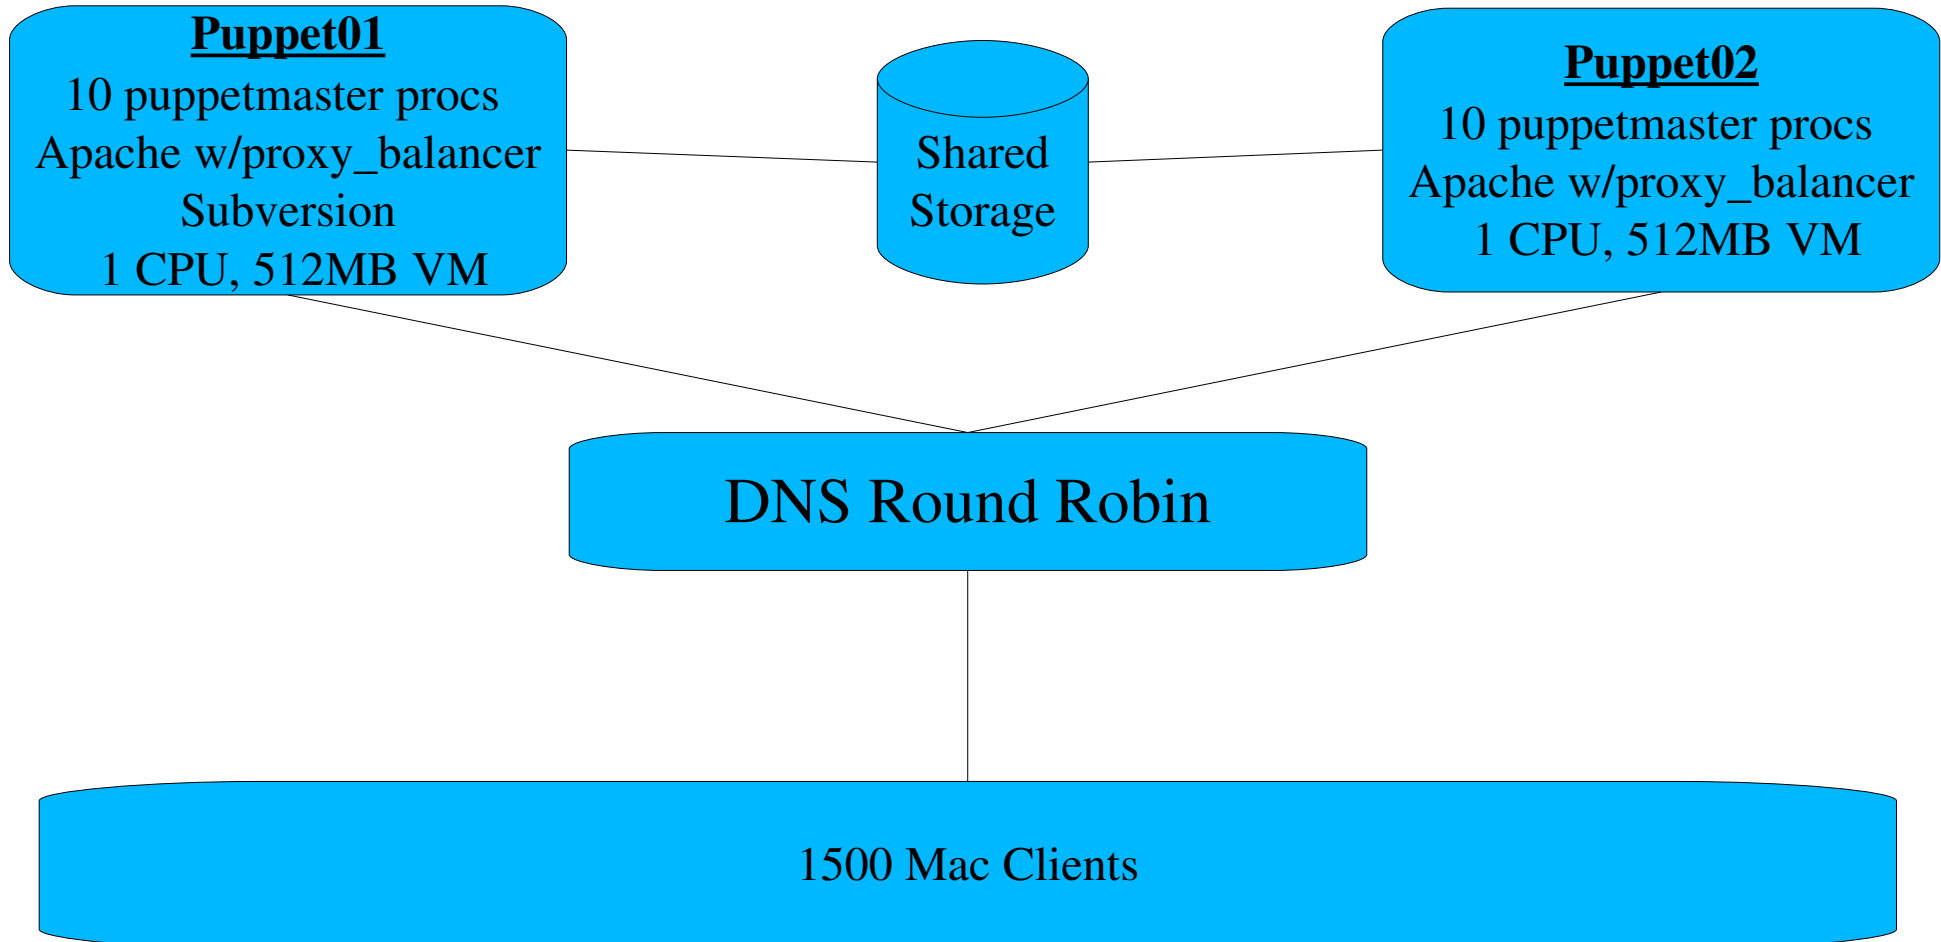 Puppet01
10 puppetmaster procs
Apache w/proxy_balancer
Subversion
1 CPU, 512MB VM
Shared
Storage
Puppet02
10 puppetmaster procs
Apache w/proxy_balancer
1 CPU, 512MB VM
DNS Round Robin
1500 Mac Clients